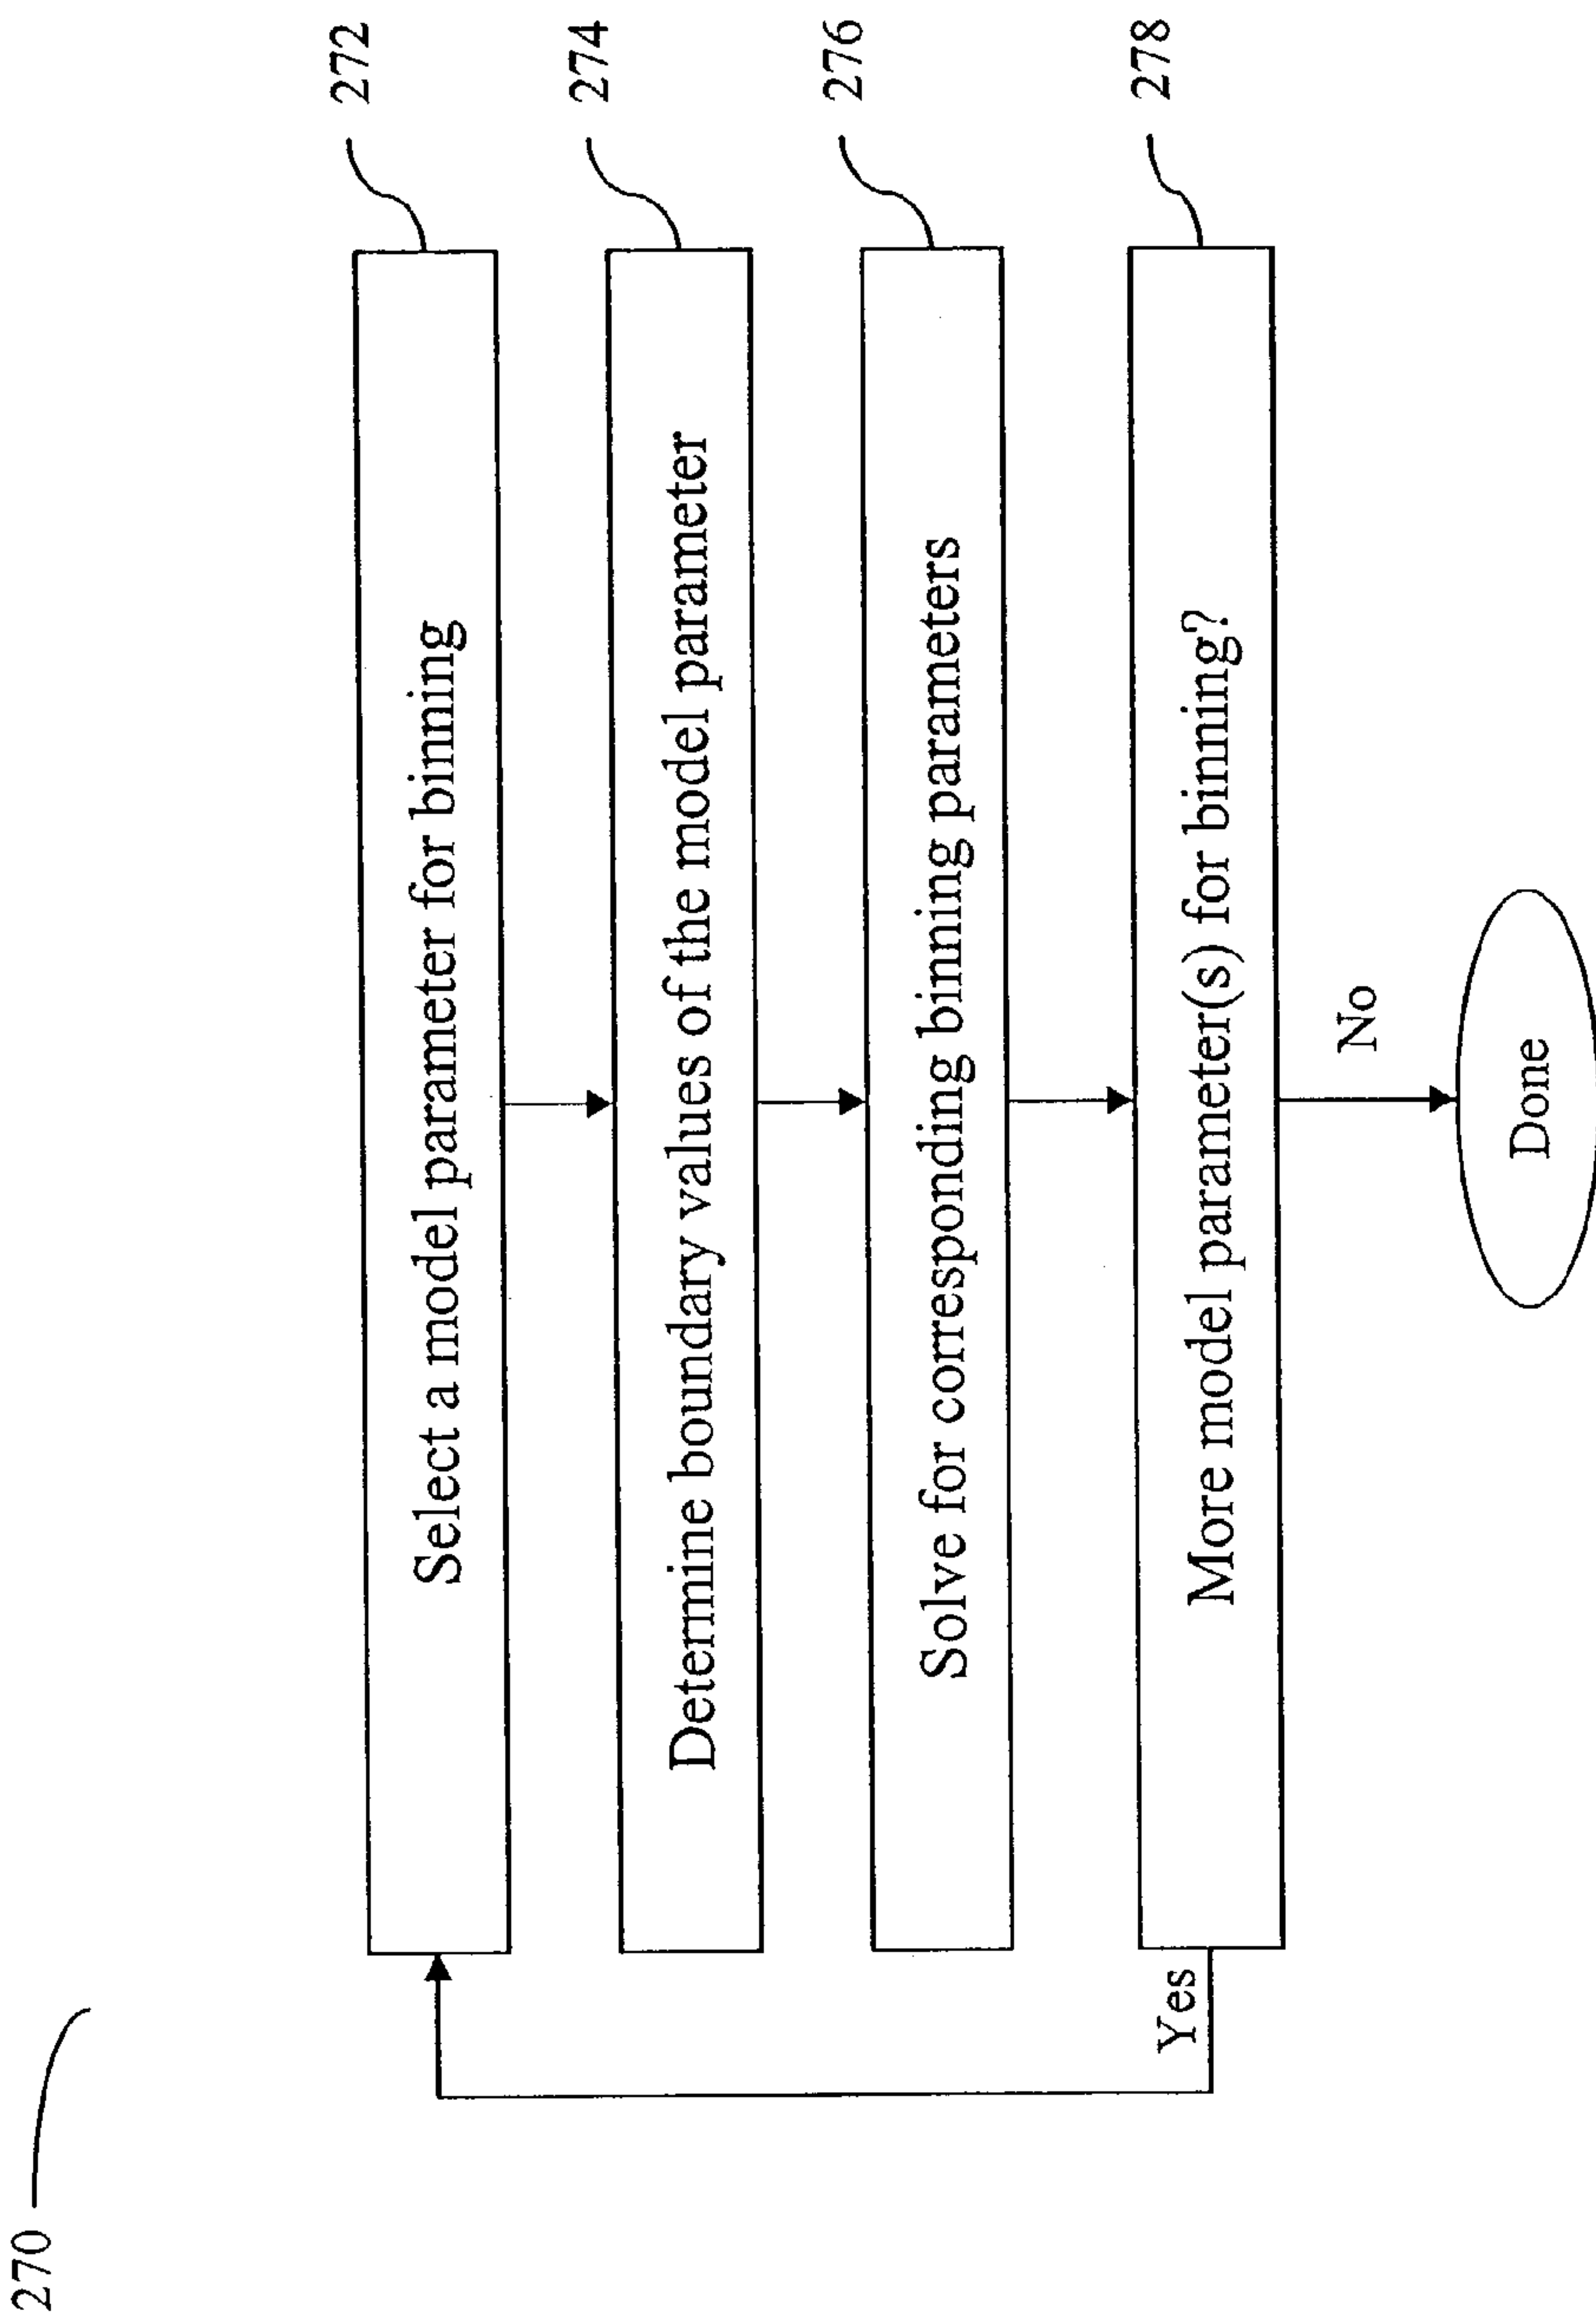 270
Select a model parameter for binning
272
Determine boundary values of the model parameter
274
Solve for corresponding binning parameters
276
More model parameter(s) for binning?
278
Yes
No
Done